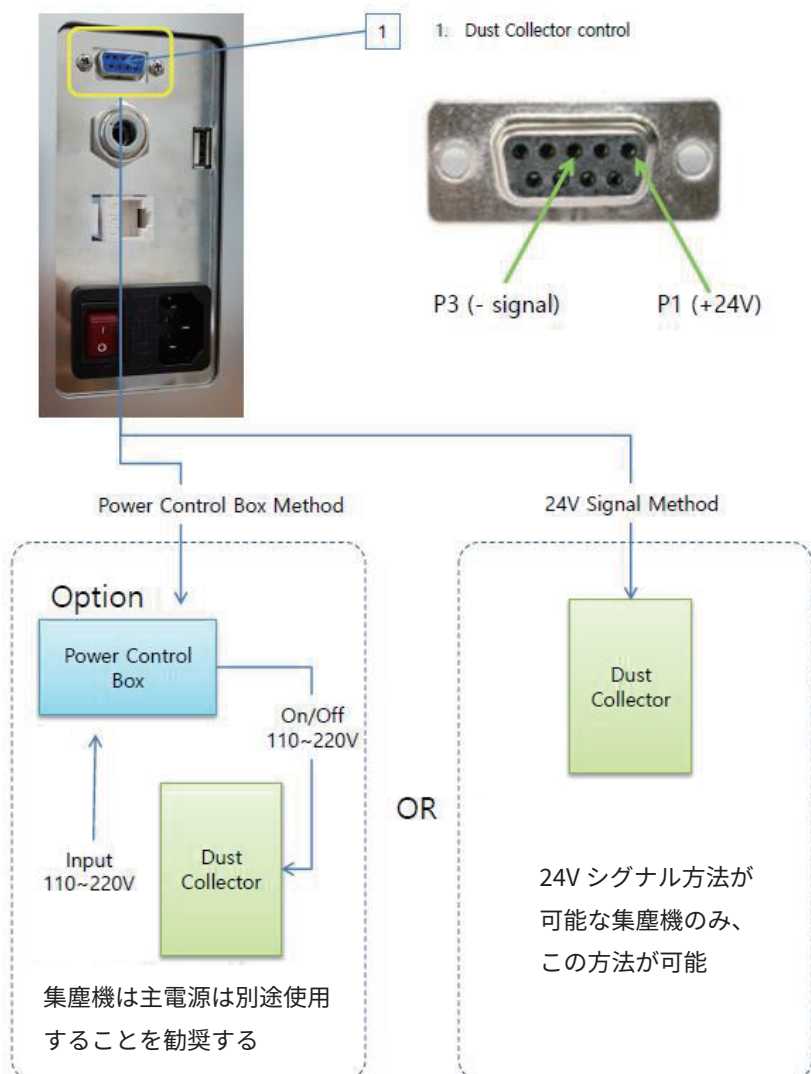 1
1. Dust Collector control
P3 (- signal)
P1 (+24V)
Power Control Box Method
24V Signal Method
Option
Power Control
Box
On/Off
110~220V
Input
110~220V
Dust
Collector
集塵機は主電源は別途使用
することを勧奨する
OR
Dust
Collector
24V シグナル方法が
可能な集塵機のみ、
この方法が可能